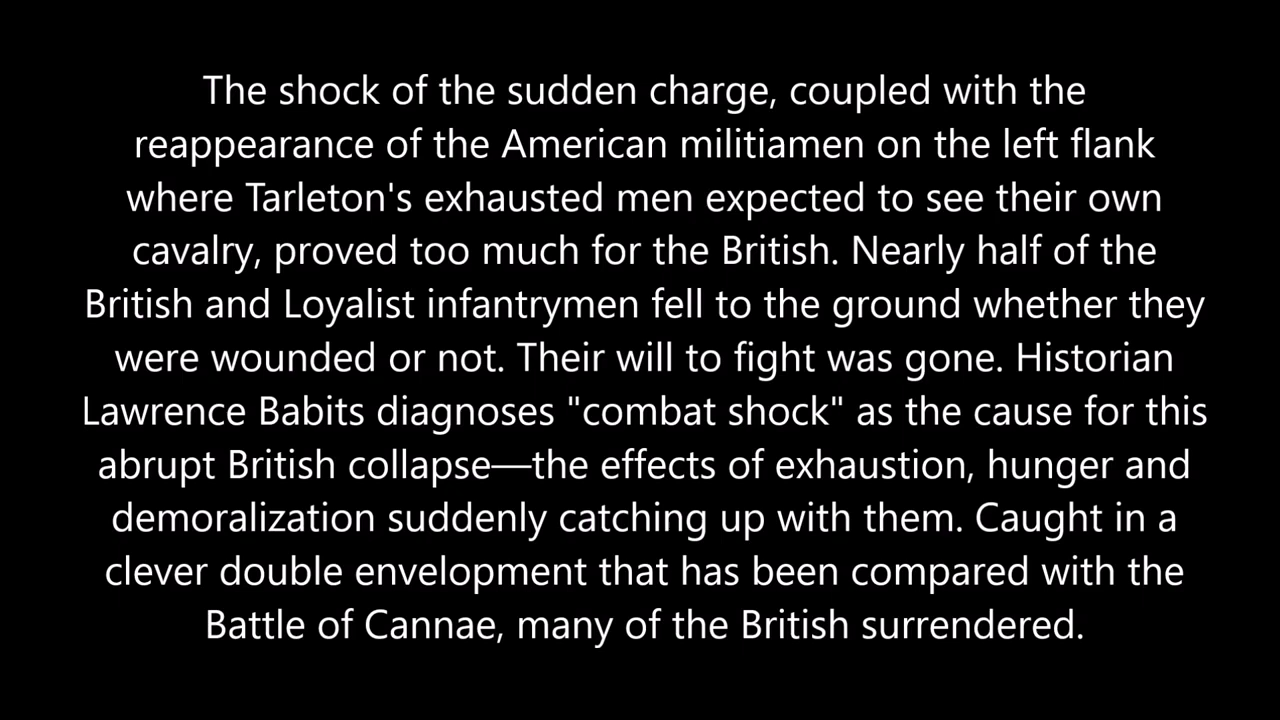 The shock of the sudden charge, coupled with the
reappearance of the American militiamen on the left flank
where Tarleton's exhausted men expected to see their own
cavalry, proved too much for the British. Nearly half of the
British and Loyalist infantrymen fell to the ground whether they
were wounded or not. Their will to fight was gone. Historian
Lawrence Babits diagnoses "combat shock" as the cause for this
abrupt British collapse—the effects of exhaustion, hunger and
demoralization suddenly catching up with them. Caught in a
clever double envelopment that has been compared with the
Battle of Cannae, many of the British surrendered.